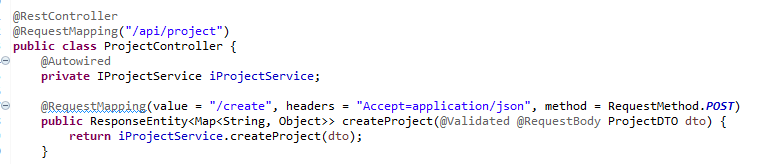 @RestController
@RequestMapping("/api/project")
public class ProjectController {
    @Autowired
    private IProjectService iProjectService;

    @RequestMapping(value = "/create", headers = "Accept=application/json", method = RequestMethod.POST)
    public ResponseEntity<Map<String, Object>> createProject(@Validated @RequestBody ProjectDTO dto) {
        return iProjectService.createProject(dto);
    }